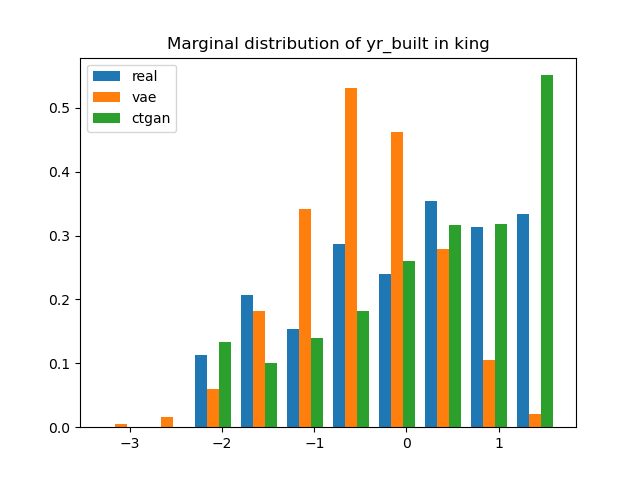 Marginal distribution of yr_built in king
real
vae
ctgan
0.5
0.4
0.3
0.2
0.1
0.0
−3
−2
−1
0
1